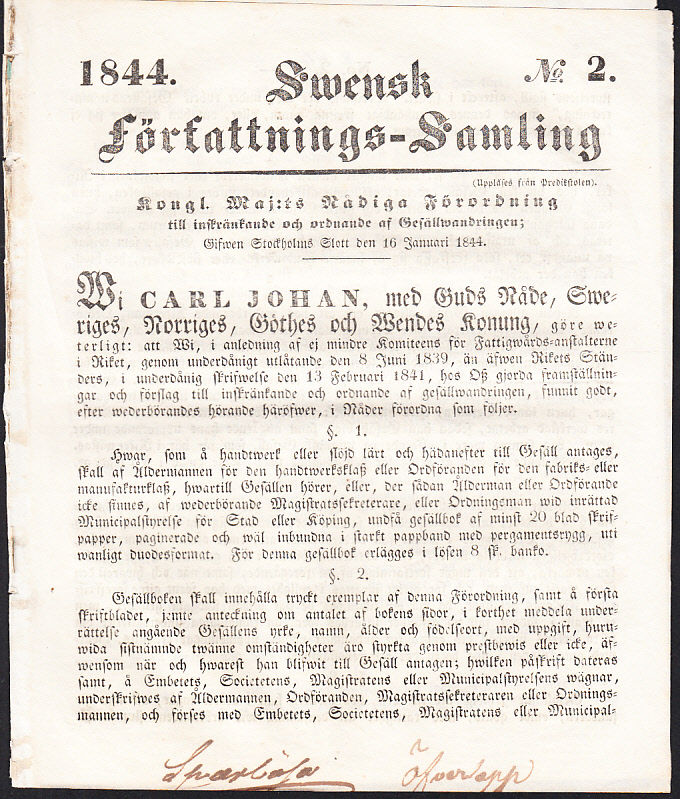 1844. Swensk № 2.
Författnings-Samling
(Uppläses från Predikstolen).
Kongl. Maj:ts Nådiga Förordning
till inskränkande och ordnande af Gesällwandringen;
Gifwen Stockholms Slott den 16 Januari 1844.
Wi CARL JOHAN, med Guds Nåde, Swe-
riges, Norriges, Göthes och Wendes Konung, göre we-
terligt: att Wi, i anledning af ej mindre Komiteens för Fattigwårds-anstalterne
i Riket, genom underdånigt utlåtande den 8 Juni 1839, än äfwen Rikets Stän-
ders, i underdånig skrifwelse den 13 Februari 1841, hos Oß gjorda framställnin-
gar och förslag till inskränkande och ordnande af gesällwandringen, funnit godt,
efter wederbörandes hörande häröfwer, i Nåder förordna som följer.
§. 1.
Hwar, som å handtwerk eller slöjd lärt och hädanefter till Gesäll antages,
skall af Åldermannen för den handtwerksklaß eller Ordföranden för den fabriks- eller
manufakturklaß, hwartill Gesällen hörer, eller, der sådan Ålderman eller Ordförande
icke finnes, af wederbörande Magistratssekreterare, eller Ordningsman wid inrättad
Municipalstyrelse för Stad eller Köping, undfå gesällbok af minst 20 blad skrif-
papper, paginerade och wäl inbundna i starkt pappband med pergamentsrygg, uti
wanligt duodesformat. För denna gesällbok erlägges i lösen 8 sk. banko.
§. 2.
Gesällboken skall innehålla tryckt exemplar af denna Förordning, samt å första
skriftbladet, jemte anteckning om antalet af bokens sidor, i korthet meddela under-
rättelse angående Gesällens yrke, namn, ålder och födelseort, med uppgift, huru-
wida sistnämnde twänne omständigheter äro styrkta genom prestbewis eller icke, äf-
wensom när och hwarest han blifwit till Gesäll antagen; hwilken påskrift dateras
samt, å Embetets, Societetens, Magistratens eller Municipalstyrelsens wägnar,
underskrifwes af Åldermannen, Ordföranden, Magistratssekreteraren eller Ordnings-
mannen, och förses med Embetets, Societetens, Magistratens eller Municipal-